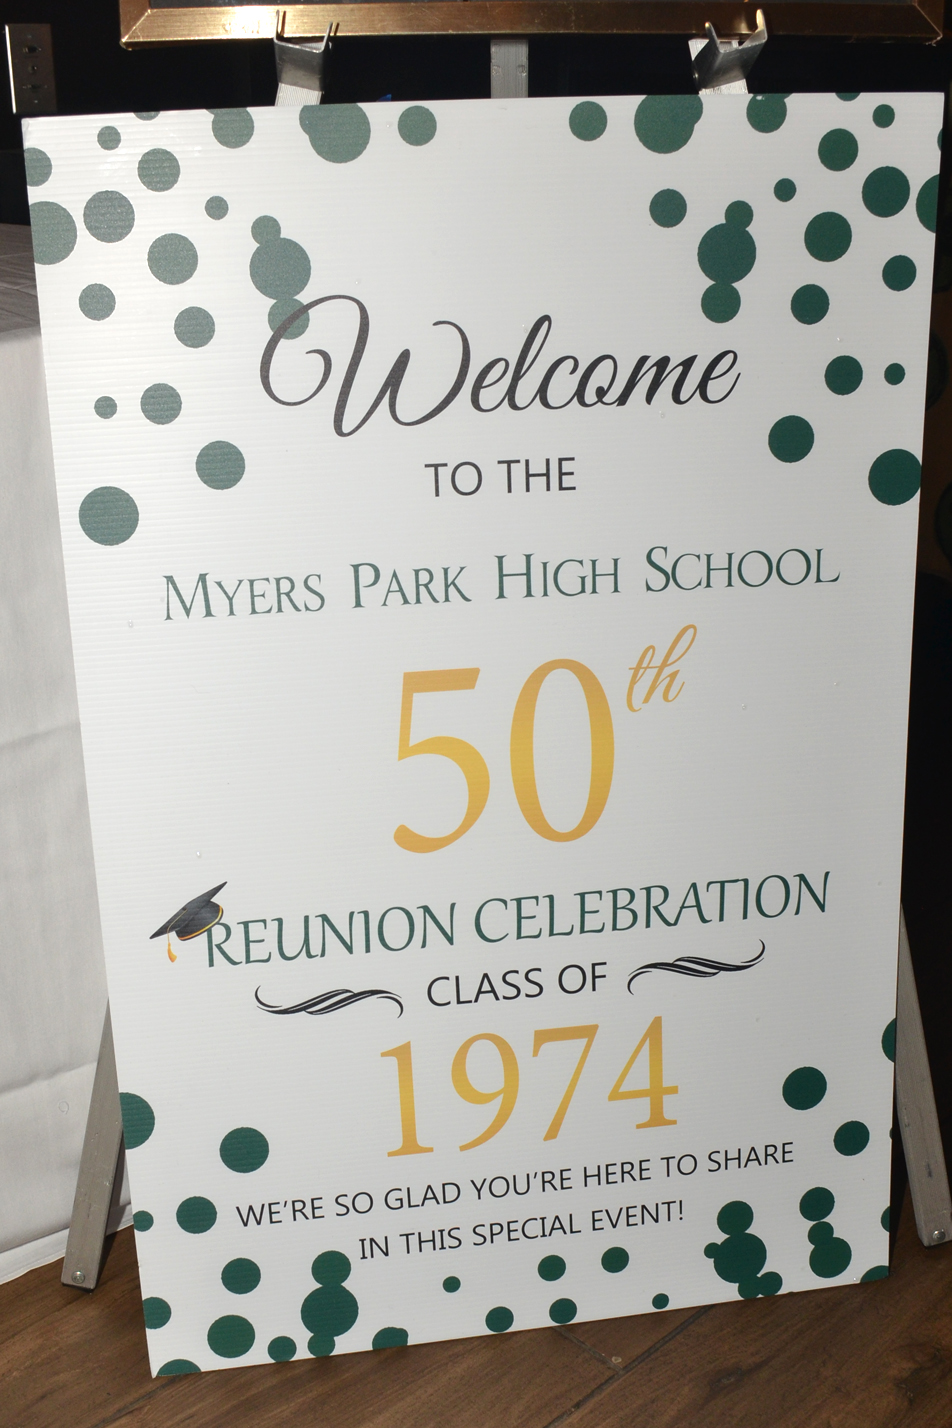 Welcome
TO THE
MYERS PARK HIGH SCHOOL
50th
REUNION CELEBRATION
CLASS OF
1974
WE'RE SO GLAD YOU'RE HERE TO SHARE
IN THIS SPECIAL EVENT!